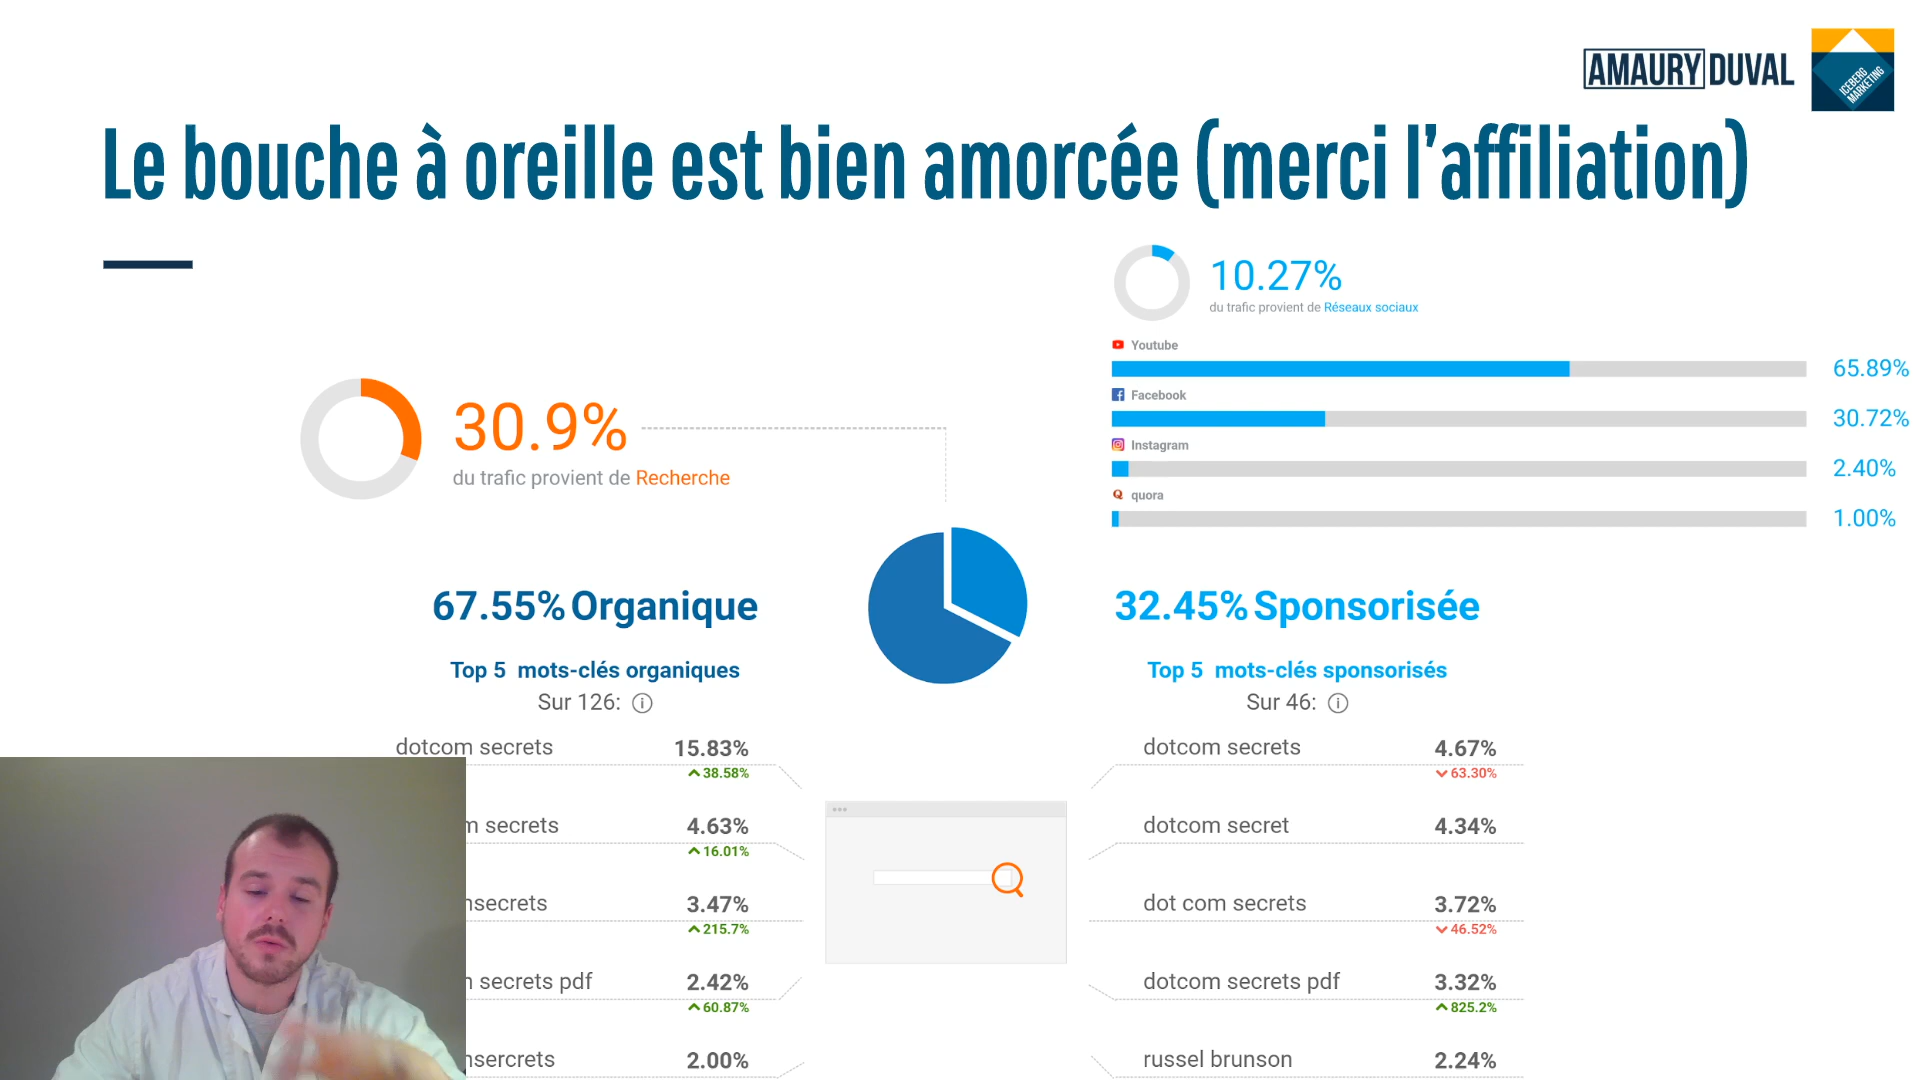 AMAURY DUVAL
ICEBERG
MARKETING
Le bouche à oreille est bien amorcée (merci l'affiliation)
10.27%
du trafic provient de Réseaux sociaux
Youtube
65.89%
Facebook
30.72%
Instagram
2.40%
quora
1.00%
30.9%
du trafic provient de Recherche
67.55% Organique
Top 5 mots-clés organiques
Sur 126:
dotcom secrets 15.83%
38.58%
secrets 4.63%
16.01%
3.47%
215.7%
secrets pdf 2.42%
60.87%
2.00%
32.45% Sponsorisée
Top 5 mots-clés sponsorisés
Sur 46:
dotcom secrets 4.67%
63.30%
dotcom secret 4.34%
dot com secrets 3.72%
46.52%
dotcom secrets pdf 3.32%
825.2%
russel brunson 2.24%